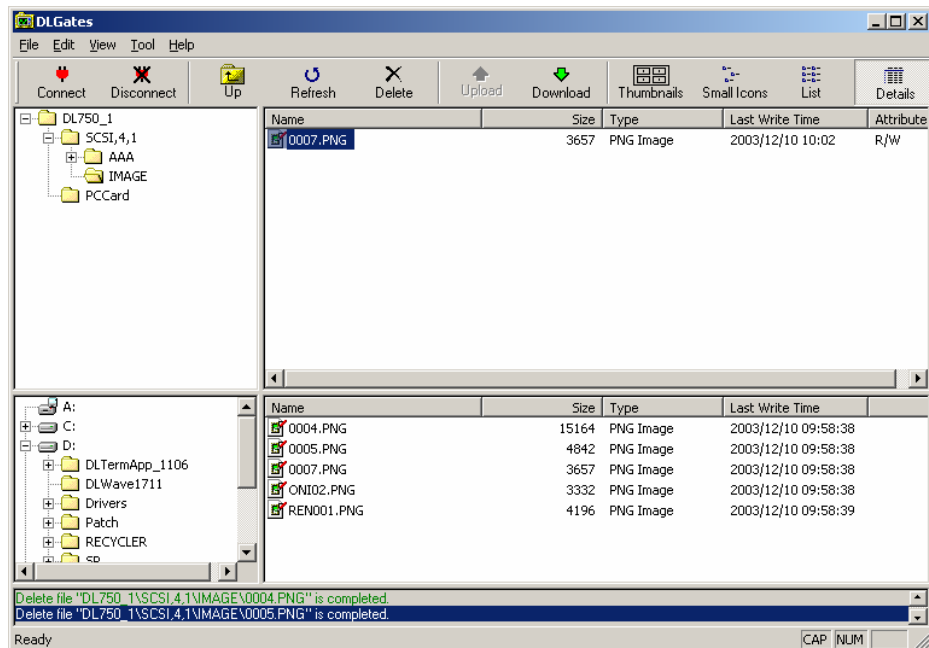 DLGates
File Edit View Tool Help
Connect Disconnect Up Refresh Delete Upload Download Thumbnails Small Icons List Details
DL750_1
SCSI,4,1
AAA
IMAGE
PCCard
Name Size Type Last Write Time Attribute
0007.PNG 3657 PNG Image 2003/12/10 10:02 R/W
A:
C:
D:
DLTermApp_1106
DLWave1711
Drivers
Patch
RECYCLER
SP
Name Size Type Last Write Time
0004.PNG 15164 PNG Image 2003/12/10 09:58:38
0005.PNG 4842 PNG Image 2003/12/10 09:58:38
0007.PNG 3657 PNG Image 2003/12/10 09:58:38
ONI02.PNG 3332 PNG Image 2003/12/10 09:58:38
REN001.PNG 4196 PNG Image 2003/12/10 09:58:39
Delete file "DL750_1\SCSI,4,1\IMAGE\0004.PNG" is completed.
Delete file "DL750_1\SCSI,4,1\IMAGE\0005.PNG" is completed.
Ready CAP NUM